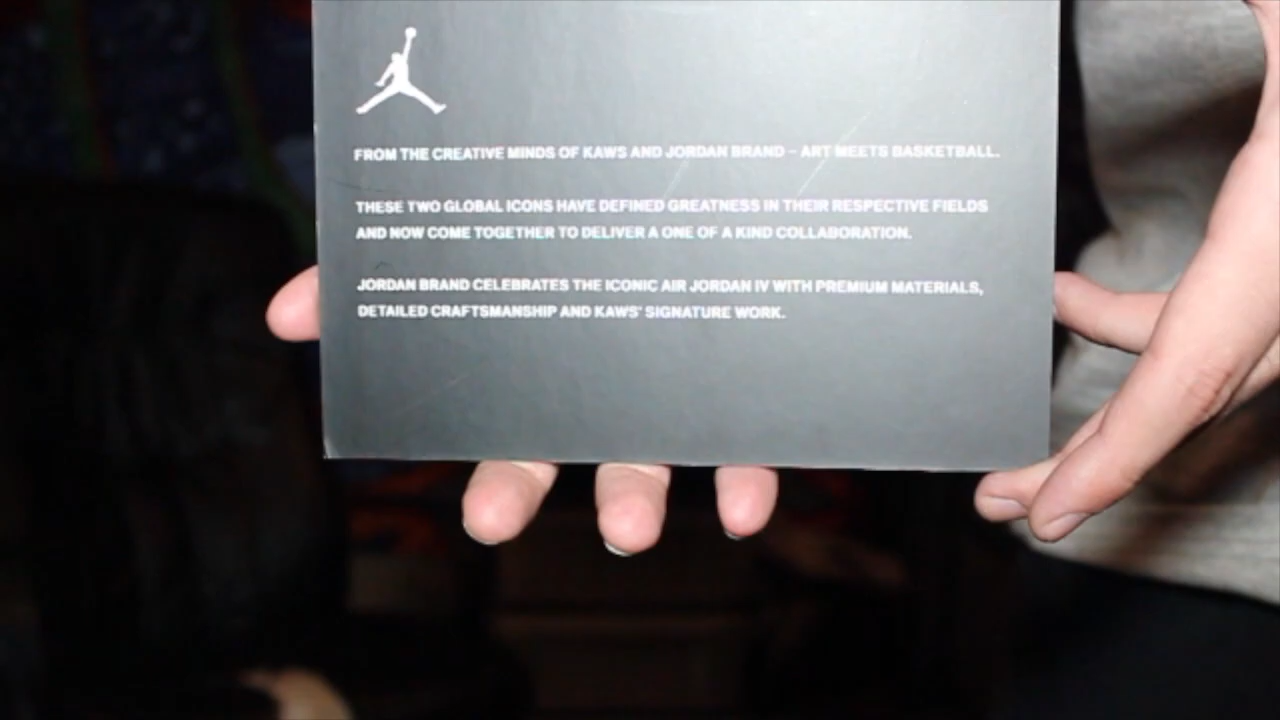 FROM THE CREATIVE MINDS OF KAWS AND JORDAN BRAND – ART MEETS BASKETBALL.
THESE TWO GLOBAL ICONS HAVE DEFINED GREATNESS IN THEIR RESPECTIVE FIELDS
AND NOW COME TOGETHER TO DELIVER A ONE OF A KIND COLLABORATION.
JORDAN BRAND CELEBRATES THE ICONIC AIR JORDAN IV WITH PREMIUM MATERIALS,
DETAILED CRAFTSMANSHIP AND KAWS' SIGNATURE WORK.